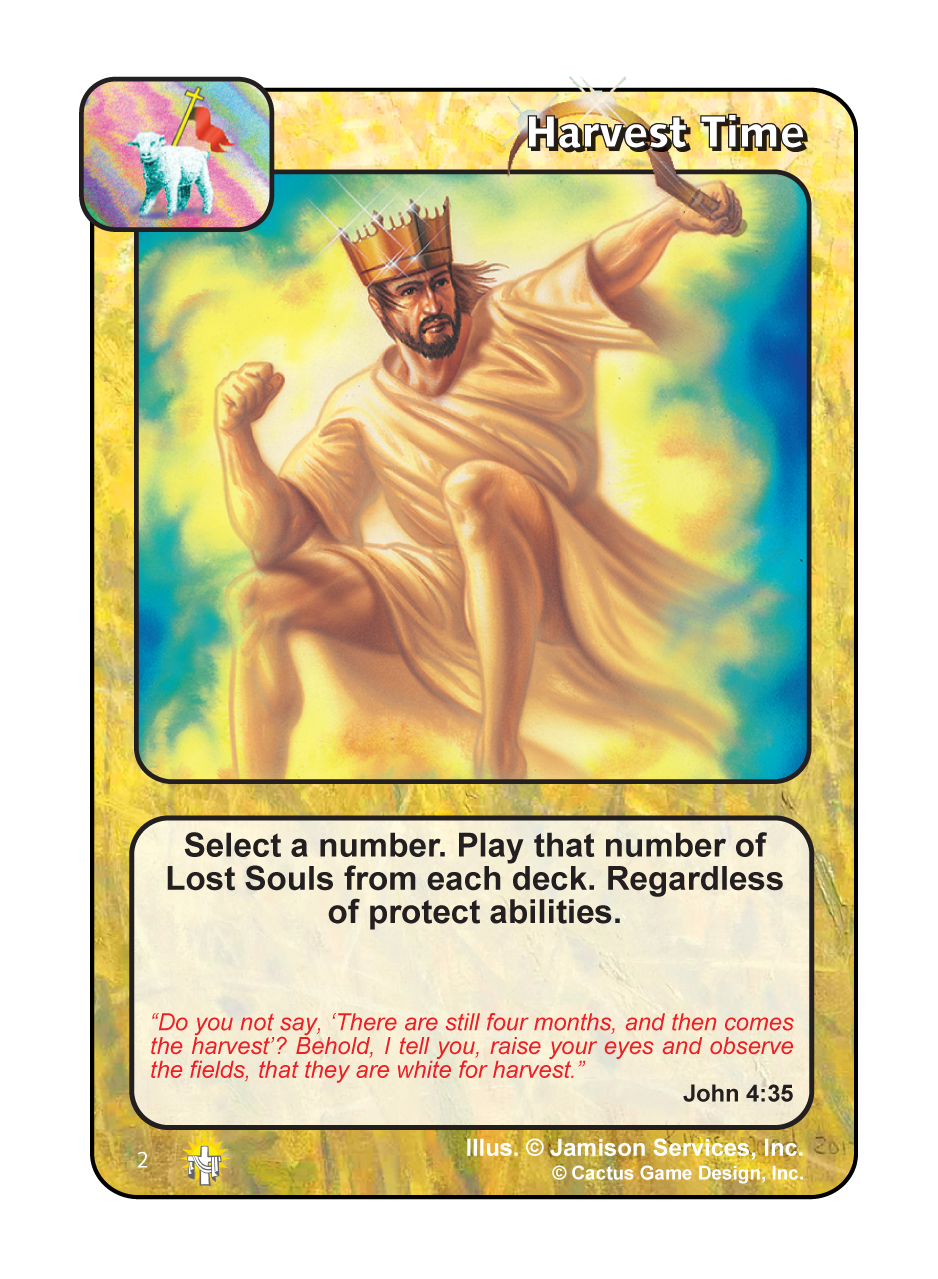 Harvest Time
Select a number. Play that number of
Lost Souls from each deck. Regardless
of protect abilities.
“Do you not say, ‘There are still four months, and then comes
the harvest’? Behold, I tell you, raise your eyes and observe
the fields, that they are white for harvest.”
John 4:35
2
Illus. © Jamison Services, Inc.
© Cactus Game Design, Inc.